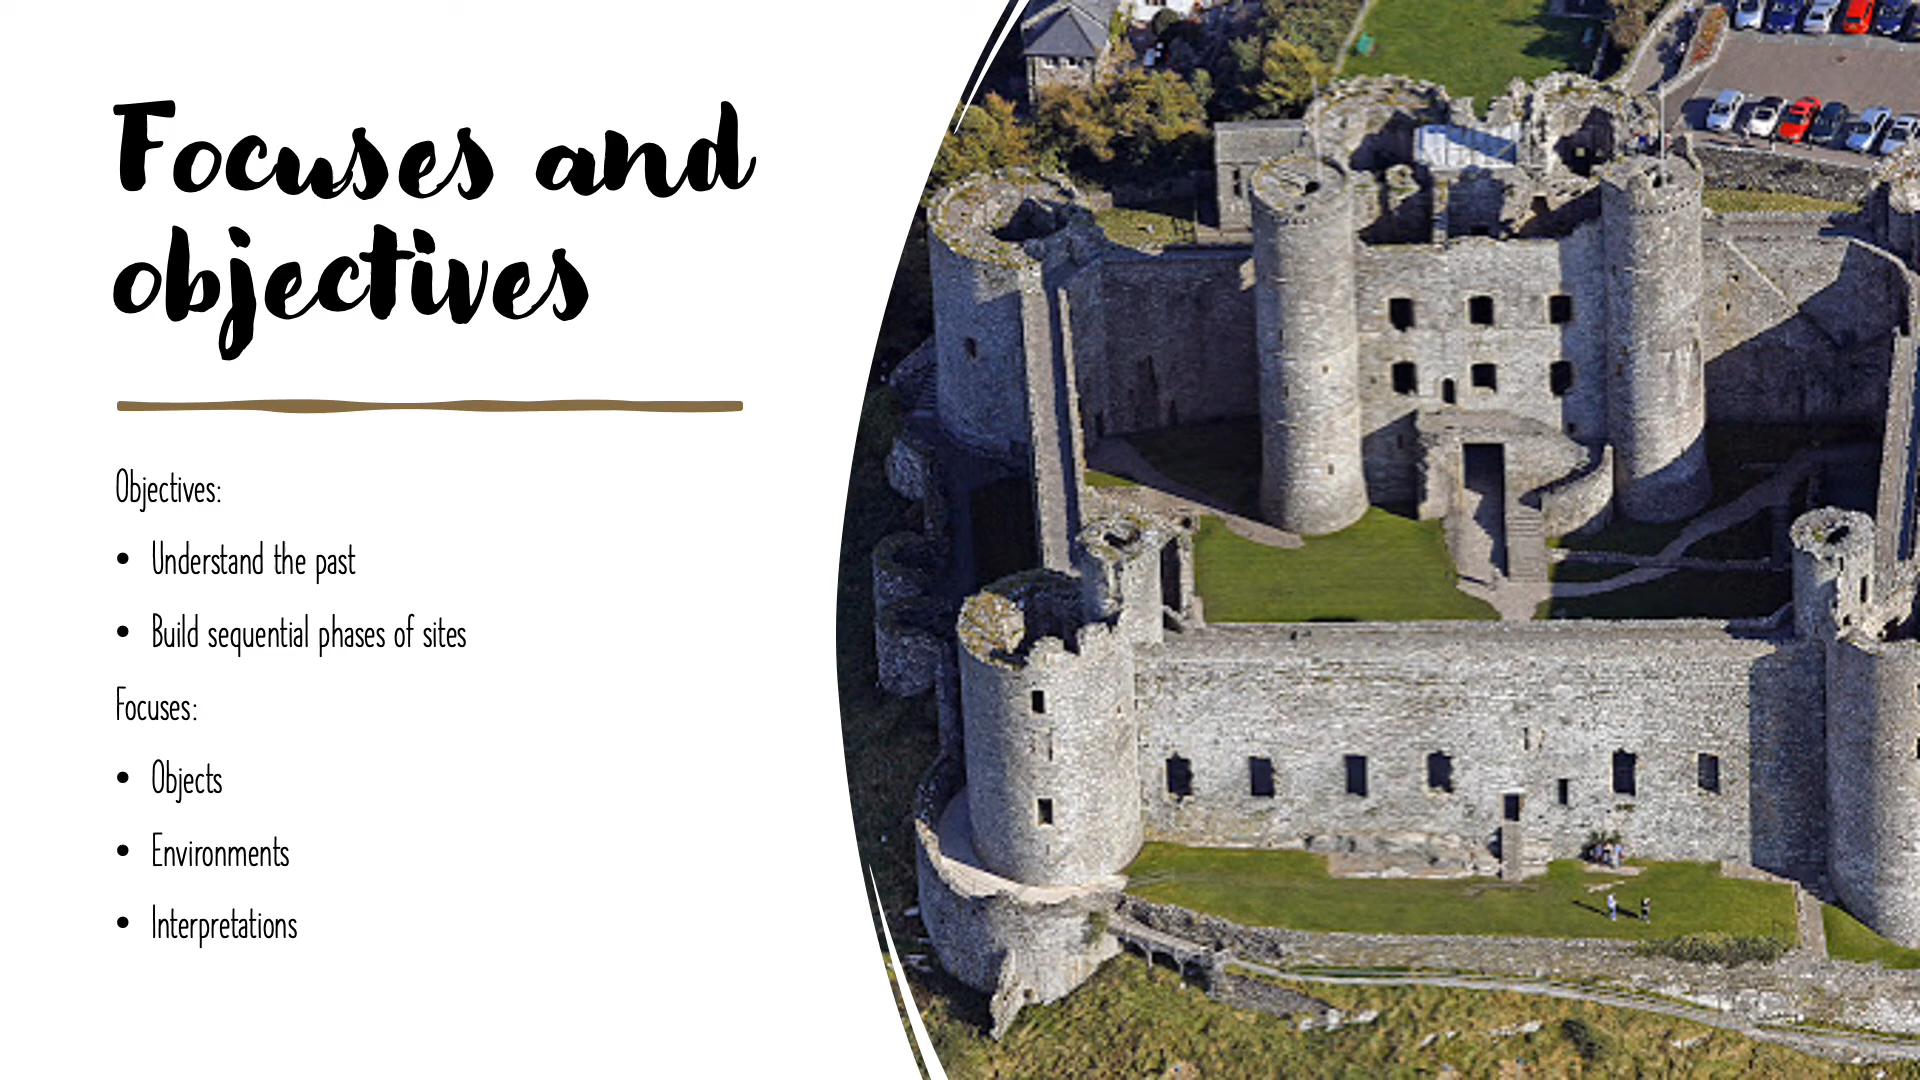 Focuses and
objectives
Objectives:
• Understand the past
• Build sequential phases of sites
Focuses:
• Objects
• Environments
• Interpretations